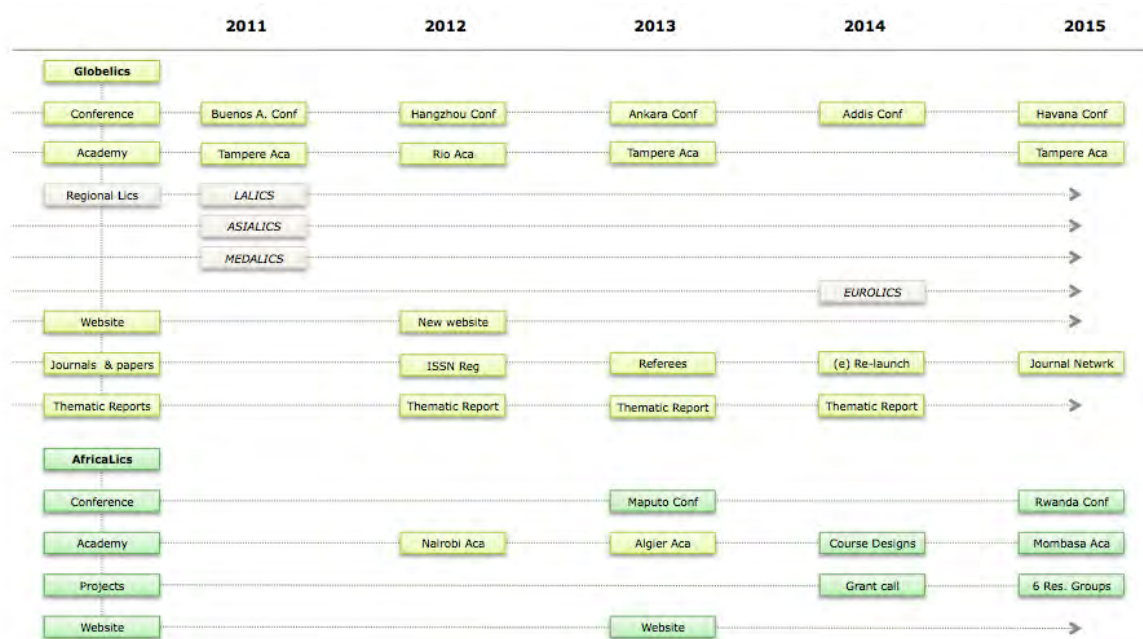 2011 2012 2013 2014 2015
Globelics
Conference Buenos A. Conf Hangzhou Conf Ankara Conf Addis Conf Havana Conf
Academy Tampere Aca Rio Aca Tampere Aca Tampere Aca
Regional Lics LALICS
ASIALICS
MEDALICS
EUROLICS
Website New website
Journals & papers ISSN Reg Referees (e) Re-launch Journal Netwrk
Thematic Reports Thematic Report Thematic Report Thematic Report
AfricaLics
Conference Maputo Conf Rwanda Conf
Academy Nairobi Aca Algier Aca Course Designs Mombasa Aca
Projects Grant call 6 Res. Groups
Website Website